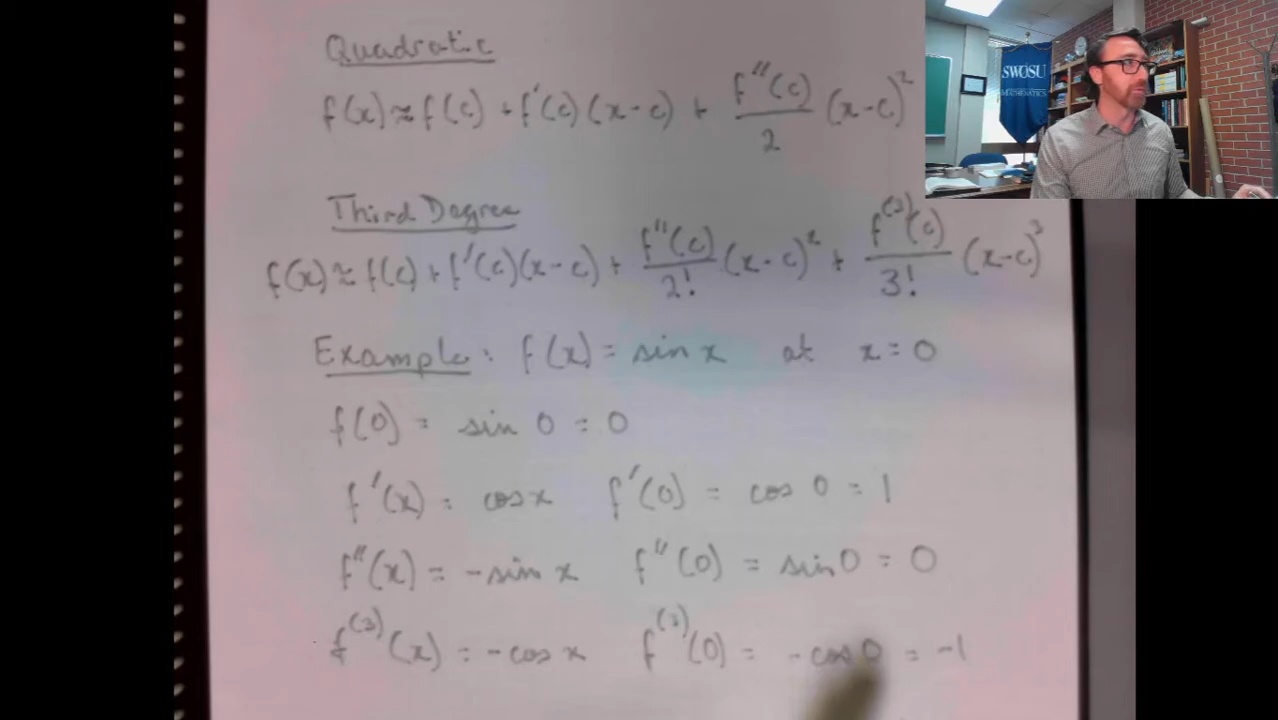 Quadratic
f(x) ≈ f(c) + f'(c)(x-c) + f''(c)/2 (x-c)²
SWOSU
MATHEMATICS
Third Degree
f(x) ≈ f(c) + f'(c)(x-c) + f''(c)/2! (x-c)² + f⁽³⁾(c)/3! (x-c)³
Example: f(x) = sin x at x = 0
f(0) = sin 0 = 0
f'(x) = cos x f'(0) = cos 0 = 1
f''(x) = -sin x f''(0) = sin 0 = 0
f⁽³⁾(x) = -cos x f⁽³⁾(0) = -cos 0 = -1